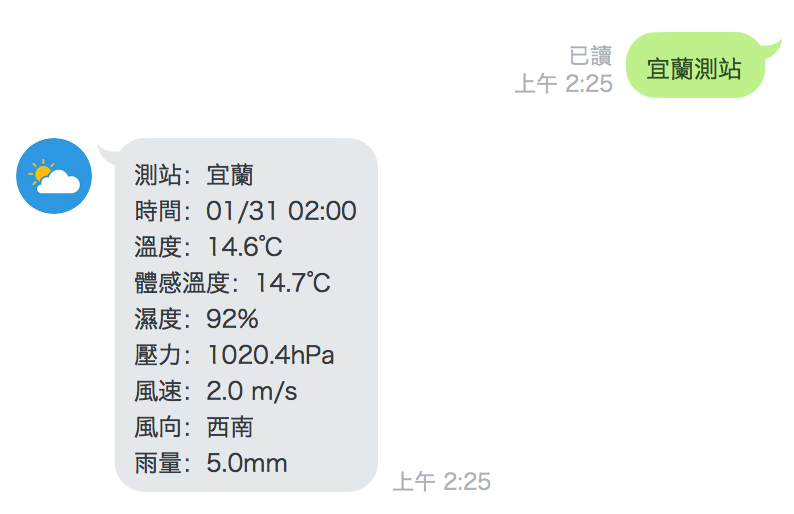 已讀
上午 2:25
宜蘭測站
測站：宜蘭
時間：01/31 02:00
溫度：14.6℃
體感溫度：14.7℃
濕度：92%
壓力：1020.4hPa
風速：2.0 m/s
風向：西南
雨量：5.0mm
上午 2:25